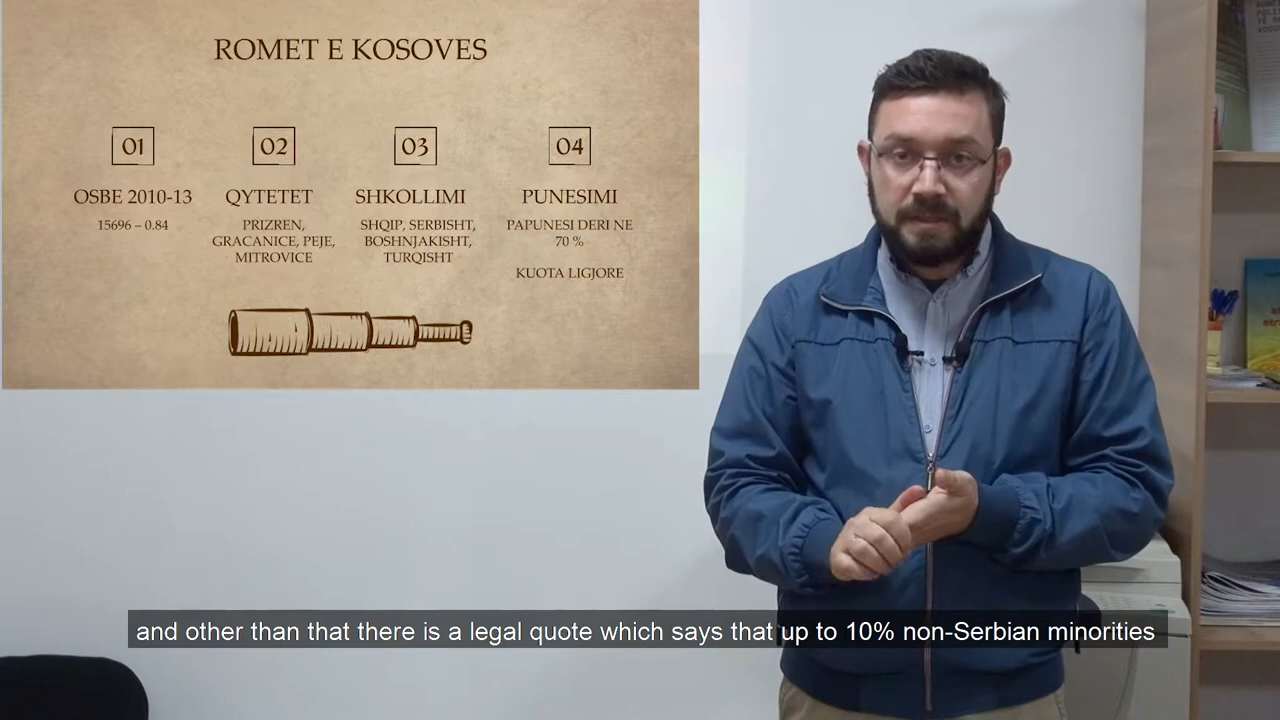 ROMET E KOSOVES
01
OSBE 2010-13
15696 – 0.84
02
QYTETET
PRIZREN,
GRACANICE, PEJE,
MITROVICE
03
SHKOLLIMI
SHQIP, SERBISHT,
BOSHNJAKISHT,
TURQISHT
04
PUNESIMI
PAPUNESI DERI NE
70 %
KUOTA LIGJORE
and other than that there is a legal quote which says that up to 10% non-Serbian minorities